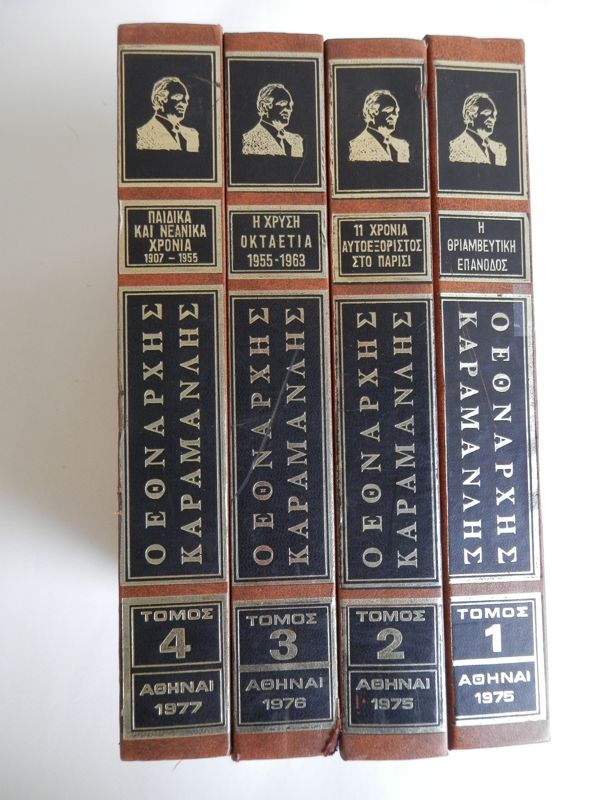 ΠΑΙΔΙΚΑ
ΚΑΙ ΝΕΑΝΙΚΑ
ΧΡΟΝΙΑ
1907 - 1955
Ο ΕΘΝΑΡΧΗΣ
ΚΑΡΑΜΑΝΛΗΣ
ΤΟΜΟΣ
4
ΑΘΗΝΑΙ
1977
Η ΧΡΥΣΗ
ΟΚΤΑΕΤΙΑ
1955-1963
Ο ΕΘΝΑΡΧΗΣ
ΚΑΡΑΜΑΝΛΗΣ
ΤΟΜΟΣ
3
ΑΘΗΝΑΙ
1976
11 ΧΡΟΝΙΑ
ΑΥΤΟΕΞΟΡΙΣΤΟΣ
ΣΤΟ ΠΑΡΙΣΙ
Ο ΕΘΝΑΡΧΗΣ
ΚΑΡΑΜΑΝΛΗΣ
ΤΟΜΟΣ
2
ΑΘΗΝΑΙ
1975
Η
ΘΡΙΑΜΒΕΥΤΙΚΗ
ΕΠΑΝΟΔΟΣ
Ο ΕΘΝΑΡΧΗΣ
ΚΑΡΑΜΑΝΛΗΣ
ΤΟΜΟΣ
1
ΑΘΗΝΑΙ
1975